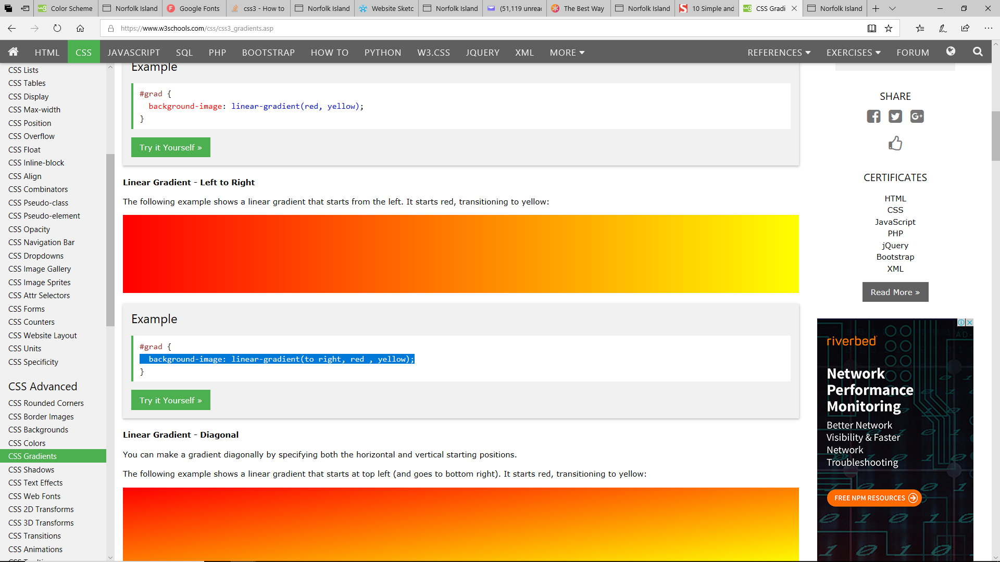 Color Scheme
Norfolk Island
Google Fonts
css3 - How to
Norfolk Island
Website Sketc
Norfolk Island
(51,119 unrea
The Best Way
Norfolk Island
10 Simple and
CSS Gradi
Norfolk Island
https://www.w3schools.com/css/css3_gradients.asp
HTML
CSS
JAVASCRIPT
SQL
PHP
BOOTSTRAP
HOW TO
PYTHON
W3.CSS
JQUERY
XML
MORE
REFERENCES
EXERCISES
FORUM
CSS Lists
CSS Tables
CSS Display
CSS Max-width
CSS Position
CSS Overflow
CSS Float
CSS Inline-block
CSS Align
CSS Combinators
CSS Pseudo-class
CSS Pseudo-element
CSS Opacity
CSS Navigation Bar
CSS Dropdowns
CSS Image Gallery
CSS Image Sprites
CSS Attr Selectors
CSS Forms
CSS Counters
CSS Website Layout
CSS Units
CSS Specificity
CSS Advanced
CSS Rounded Corners
CSS Border Images
CSS Backgrounds
CSS Colors
CSS Gradients
CSS Shadows
CSS Text Effects
CSS Web Fonts
CSS 2D Transforms
CSS 3D Transforms
CSS Transitions
CSS Animations
Example
#grad {
background-image: linear-gradient(red, yellow);
}
Try it Yourself »
Linear Gradient - Left to Right
The following example shows a linear gradient that starts from the left. It starts red, transitioning to yellow:
Example
#grad {
background-image: linear-gradient(to right, red , yellow);
}
Try it Yourself »
Linear Gradient - Diagonal
You can make a gradient diagonally by specifying both the horizontal and vertical starting positions.
The following example shows a linear gradient that starts at top left (and goes to bottom right). It starts red, transitioning to yellow:
SHARE
CERTIFICATES
HTML
CSS
JavaScript
PHP
jQuery
Bootstrap
XML
Read More »
riverbed
Network
Performance
Monitoring
Better Network
Visibility & Faster
Network
Troubleshooting
FREE NPM RESOURCES